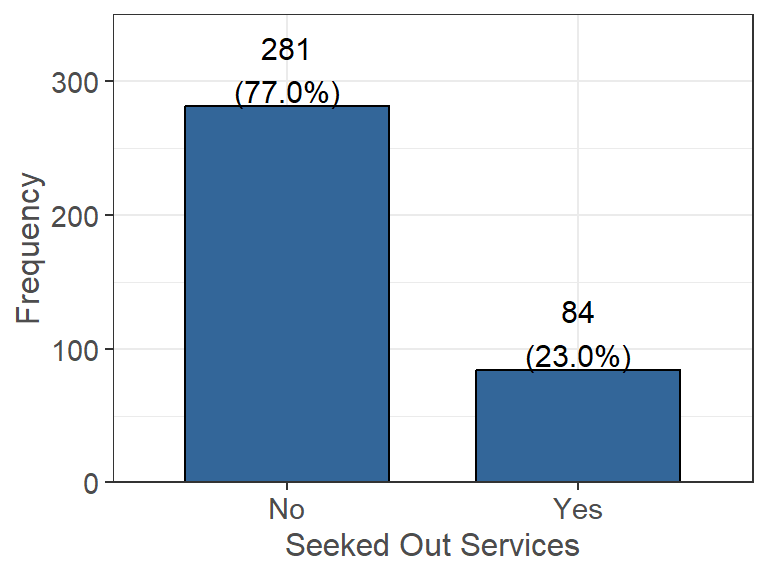 281
(77.0%)
300
Frequency
200
84
(23.0%)
100
0
No
Yes
Seeked Out Services